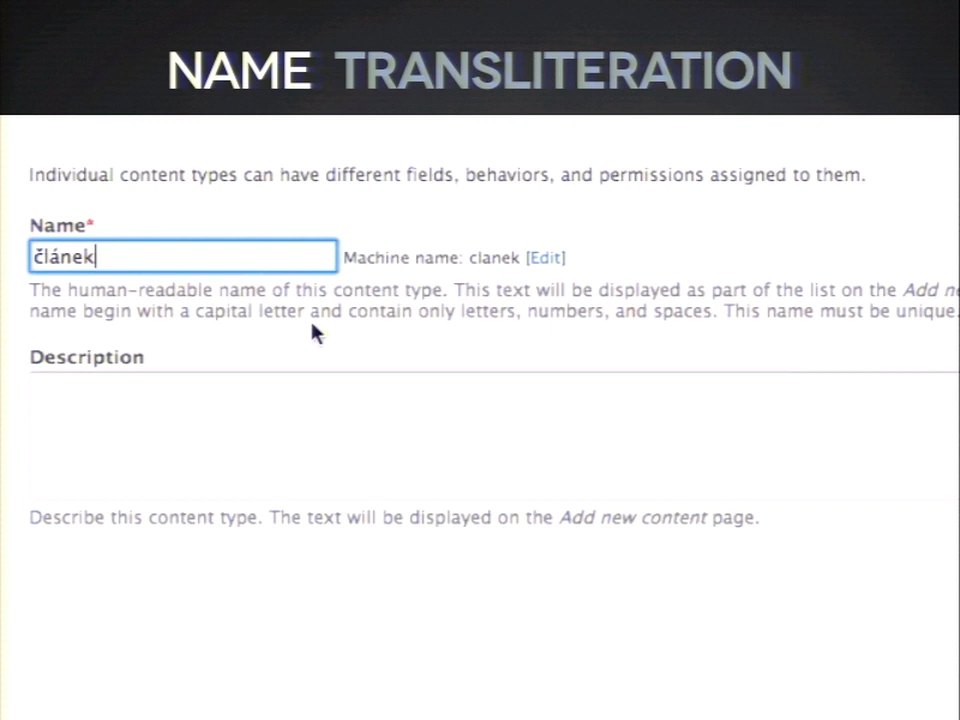 NAME TRANSLITERATION
Individual content types can have different fields, behaviors, and permissions assigned to them.
Name*
článek
Machine name: clanek [Edit]
The human-readable name of this content type. This text will be displayed as part of the list on the Add
name begin with a capital letter and contain only letters, numbers, and spaces. This name must be unique.
Description
Describe this content type. The text will be displayed on the Add new content page.